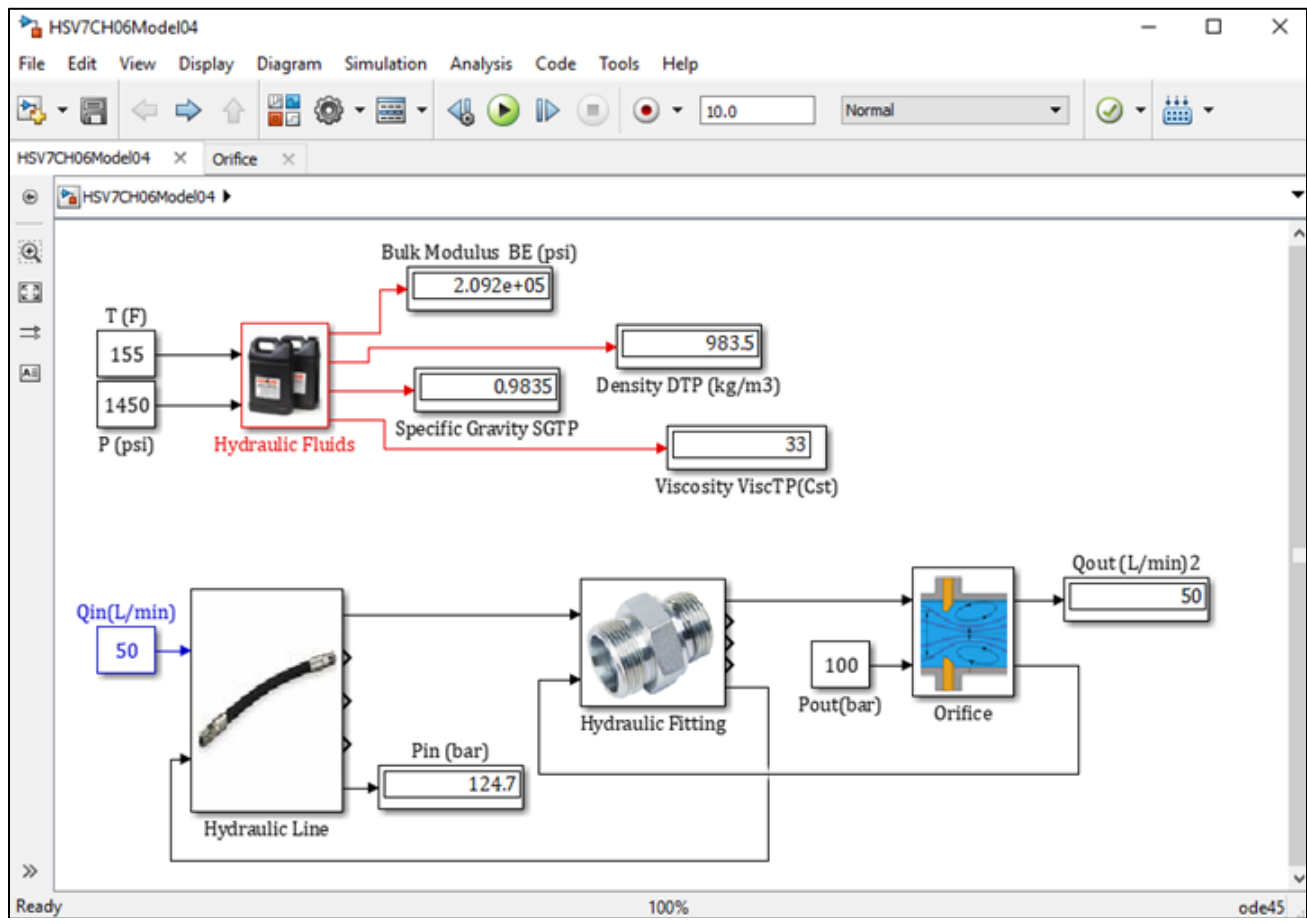 HSV7CH06Model04
File Edit View Display Diagram Simulation Analysis Code Tools Help
10.0 Normal
HSV7CH06Model04 Orifice
HSV7CH06Model04
Bulk Modulus BE (psi)
2.092e+05
T (F)
155
983.5
Density DTP (kg/m3)
1450
P (psi)
Hydraulic Fluids
0.9835
Specific Gravity SGTP
33
Viscosity ViscTP(Cst)
Qin(L/min)
50
Qout (L/min)2
50
100
Pout(bar)
Orifice
Hydraulic Fitting
Pin (bar)
124.7
Hydraulic Line
Ready 100% ode45